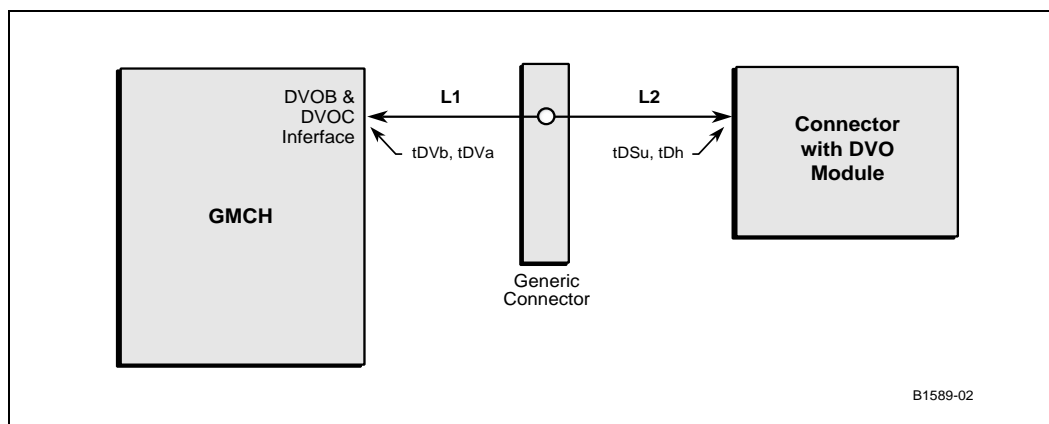 DVOB &
DVOC
Inferface
L1
L2
tDVb, tDVa
tDSu, tDh
Connector
with DVO
Module
GMCH
Generic
Connector
B1589-02